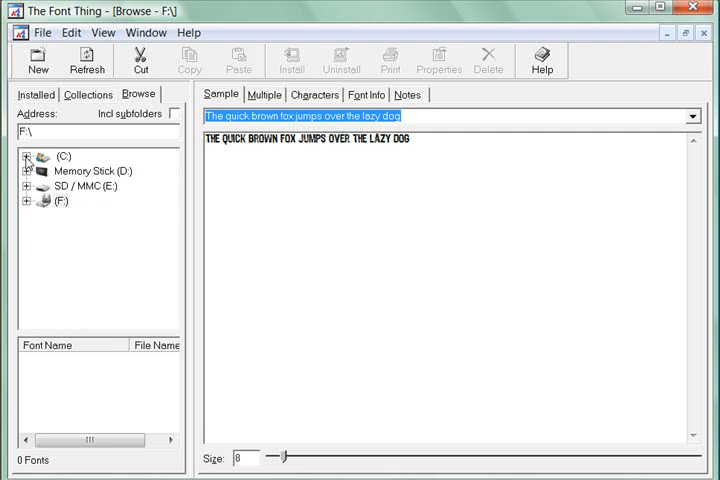 The Font Thing - [Browse - F:\]
File Edit View Window Help
New Refresh Cut Copy Paste Install Uninstall Print Properties Delete Help
Installed Collections Browse
Address: Incl subfolders
F:\
(C:)
Memory Stick (D:)
SD / MMC (E:)
(F:)
Font Name File Name
0 Fonts
Sample Multiple Characters Font Info Notes
The quick brown fox jumps over the lazy dog
THE QUICK BROWN FOX JUMPS OVER THE LAZY DOG
Size: 8